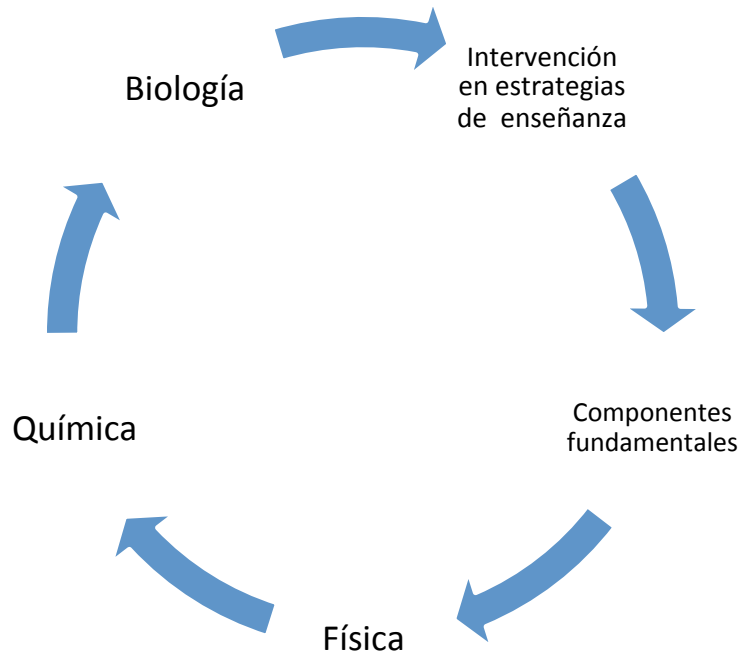 Biología
Intervención
en estrategias
de enseñanza
Componentes
fundamentales
Física
Química